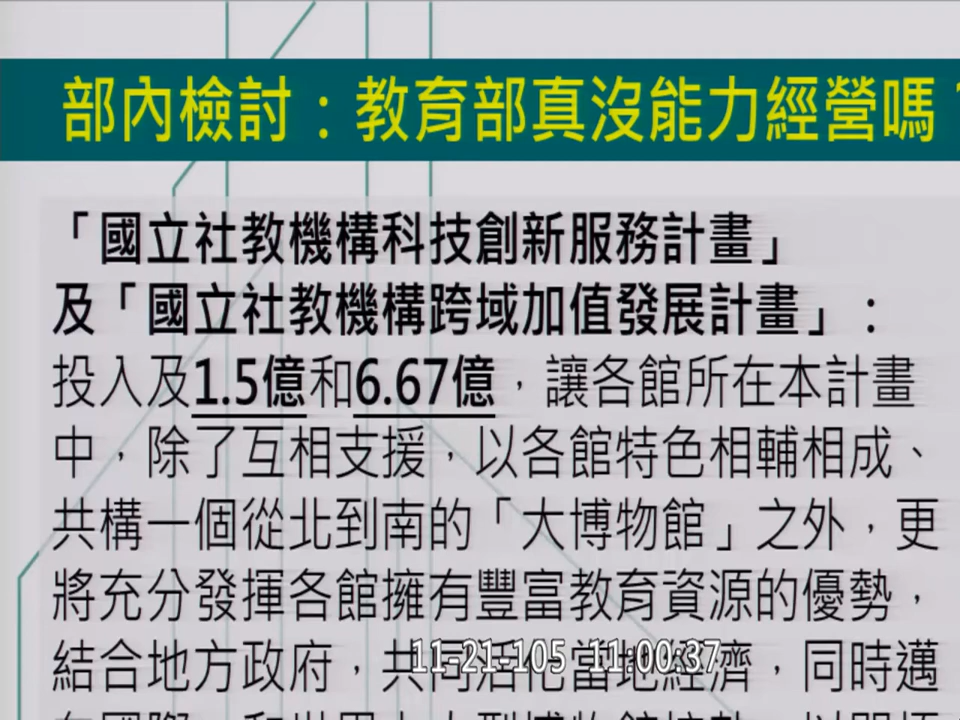 部內檢討：教育部真沒能力經營嗎？
「國立社教機構科技創新服務計畫」
及「國立社教機構跨域加值發展計畫」：
投入及1.5億和6.67億，讓各館所在本計畫
中，除了互相支援，以各館特色相輔相成、
共構一個從北到南的「大博物館」之外，更
將充分發揮各館擁有豐富教育資源的優勢，
結合地方政府，共同活化當地經濟，同時邁
11-21-105 11:00:37